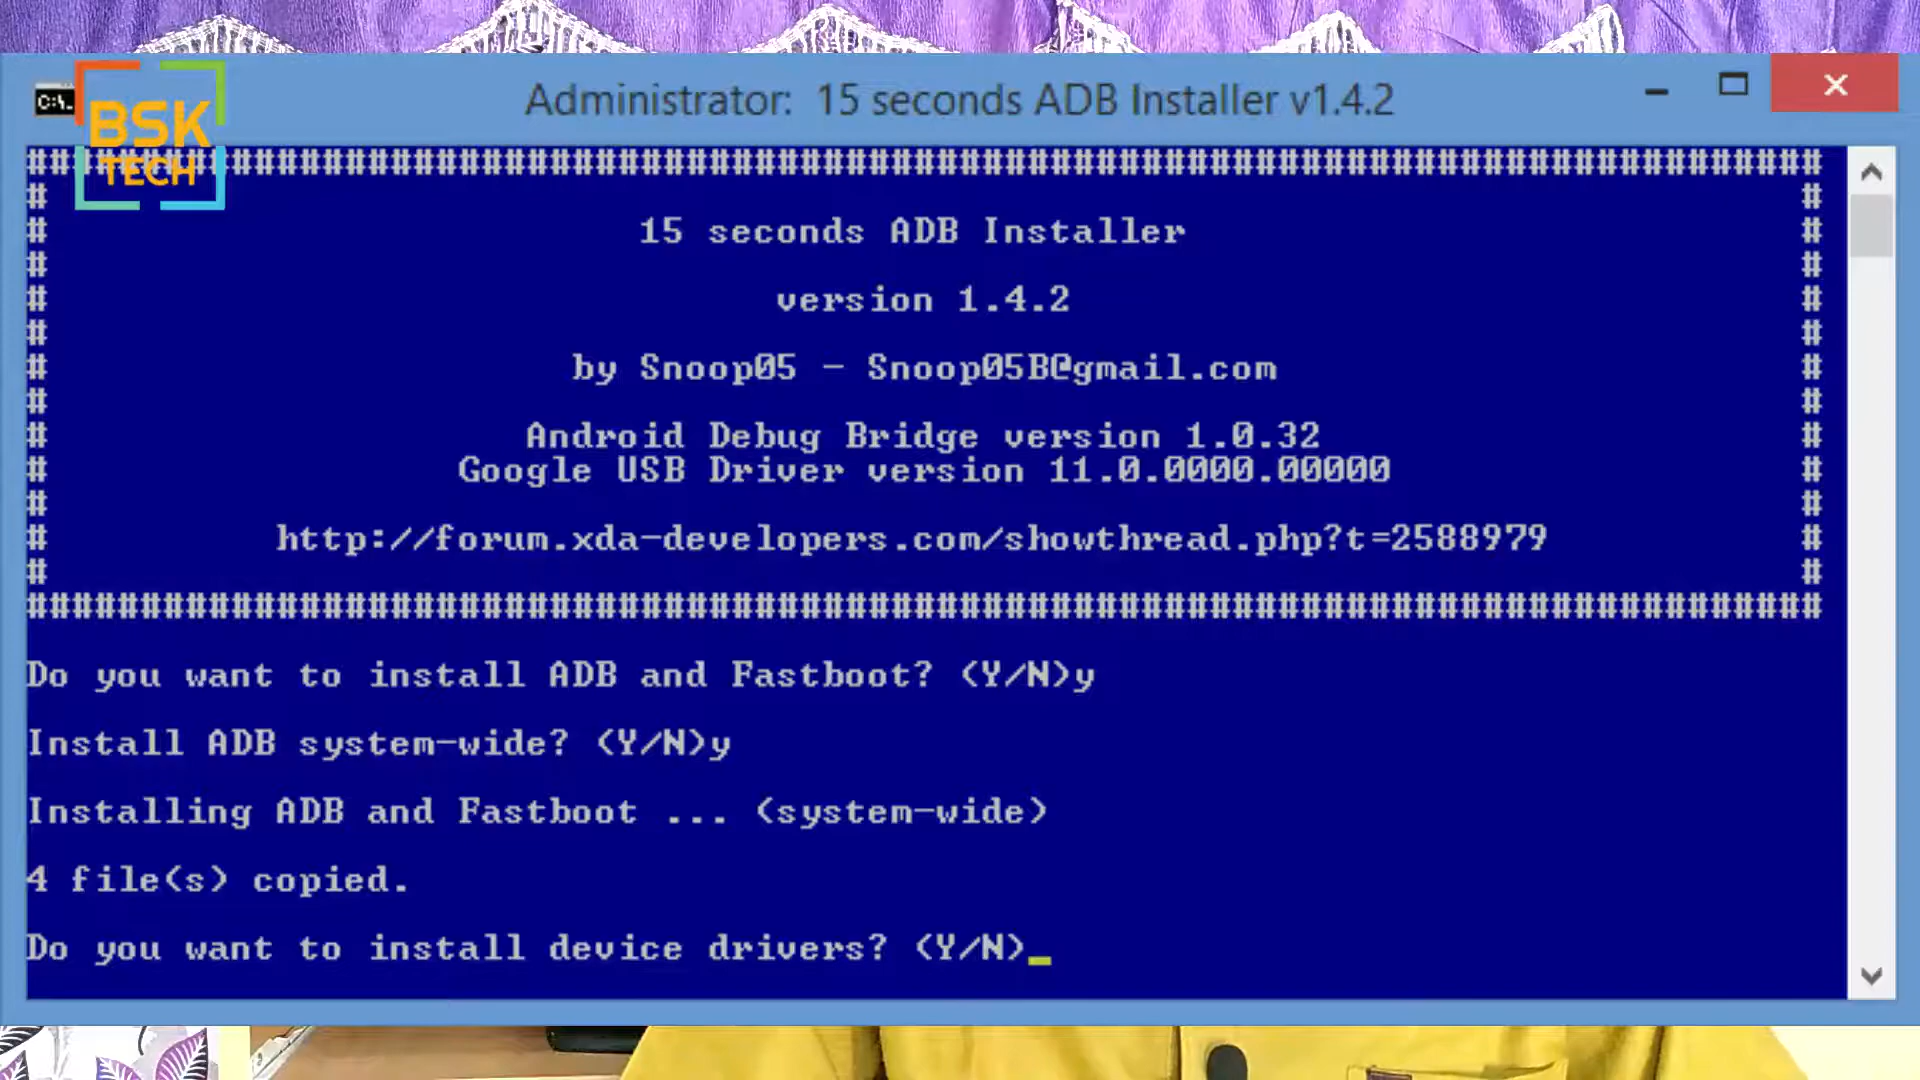 Administrator: 15 seconds ADB Installer v1.4.2
C:\.
BSK
TECH
################################################################################
15 seconds ADB Installer
version 1.4.2
by Snoop05 - Snoop05B@gmail.com
Android Debug Bridge version 1.0.32
Google USB Driver version 11.0.0000.00000
http://forum.xda-developers.com/showthread.php?t=2588979
################################################################################
Do you want to install ADB and Fastboot? (Y/N)y
Install ADB system-wide? (Y/N)y
Installing ADB and Fastboot ... (system-wide)
4 file(s) copied.
Do you want to install device drivers? (Y/N)_